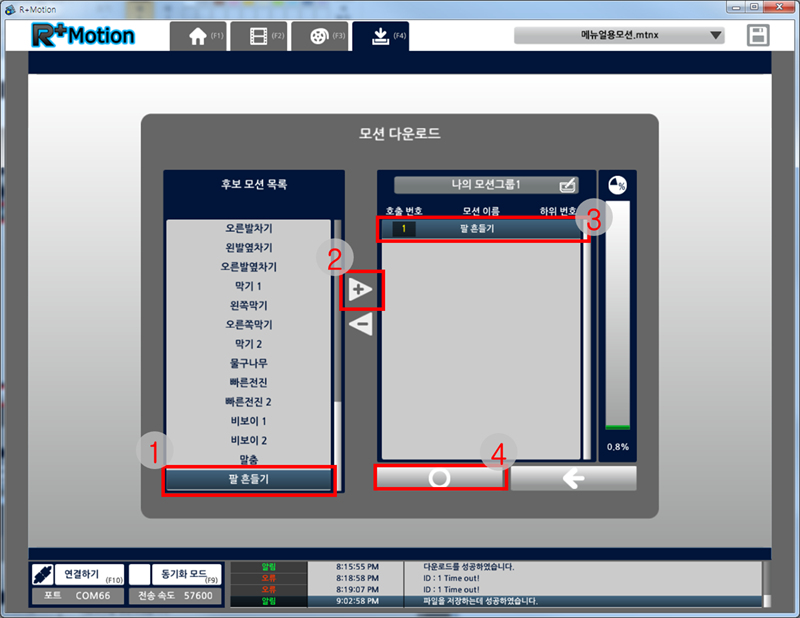 R+Motion
R+Motion
(F1)
(F2)
(F3)
(F4)
메뉴얼용모션.mtnx
모션 다운로드
후보 모션 목록
오른발차기
왼발옆차기
오른발옆차기
막기 1
왼쪽막기
오른쪽막기
막기 2
물구나무
빠른전진
빠른전진 2
비보이 1
비보이 2
말춤
팔 흔들기
1
2
나의 모션그룹1
호출 번호 모션 이름 하위 번호
1 팔 흔들기
3
%
0,8%
4
연결하기 (F10)
동기화 모드 (F9)
포트 COM66
전송 속도 57600
알림 8:15:55 PM 다운로드를 성공하였습니다.
오류 8:18:58 PM ID : 1 Time out!
오류 8:19:07 PM ID : 1 Time out!
알림 9:02:58 PM 파일을 저장하는데 성공하였습니다.